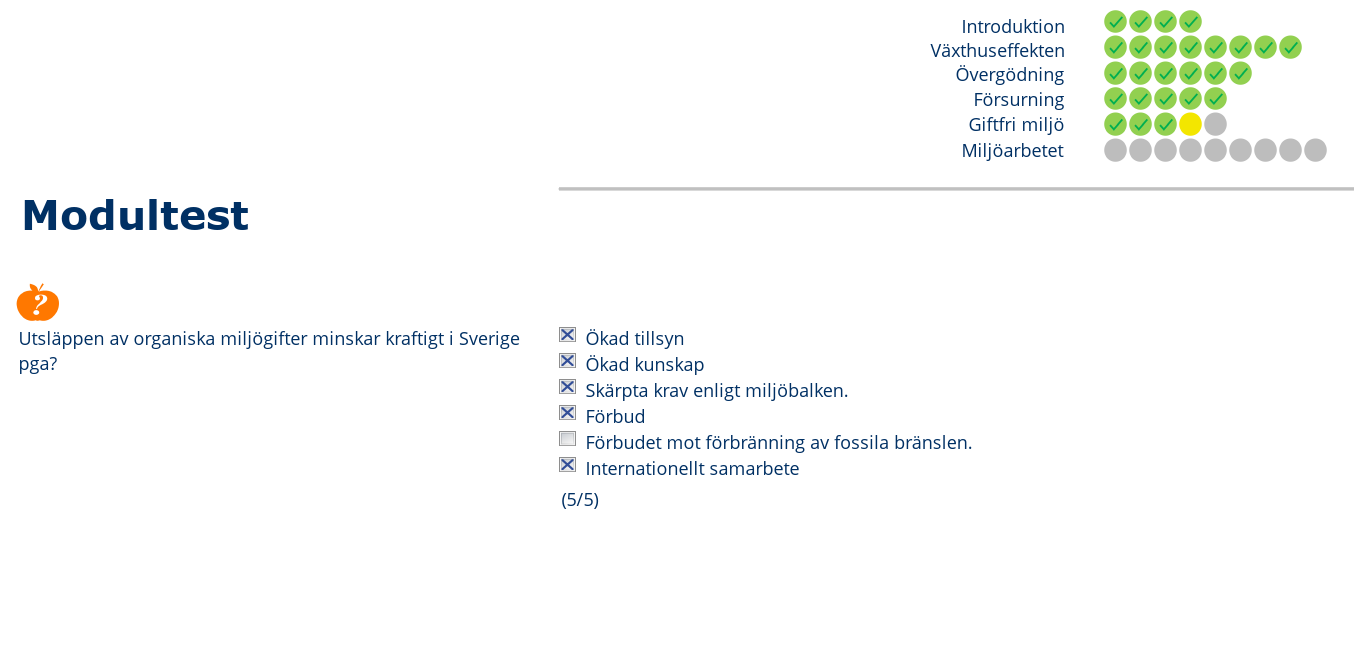 Introduktion
Växthuseffekten
Övergödning
Försurning
Giftfri miljö
Miljöarbetet
Modultest
?
Utsläppen av organiska miljögifter minskar kraftigt i Sverige
pga?
Ökad tillsyn
Ökad kunskap
Skärpta krav enligt miljöbalken.
Förbud
Förbudet mot förbränning av fossila bränslen.
Internationellt samarbete
(5/5)